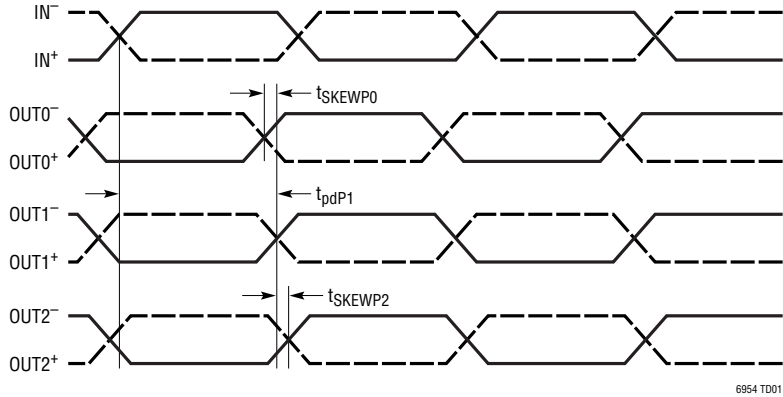 IN⁻
IN⁺
tSKEWP0
OUT0⁻
OUT0⁺
tpdP1
OUT1⁻
OUT1⁺
tSKEWP2
OUT2⁻
OUT2⁺
6954 TD01